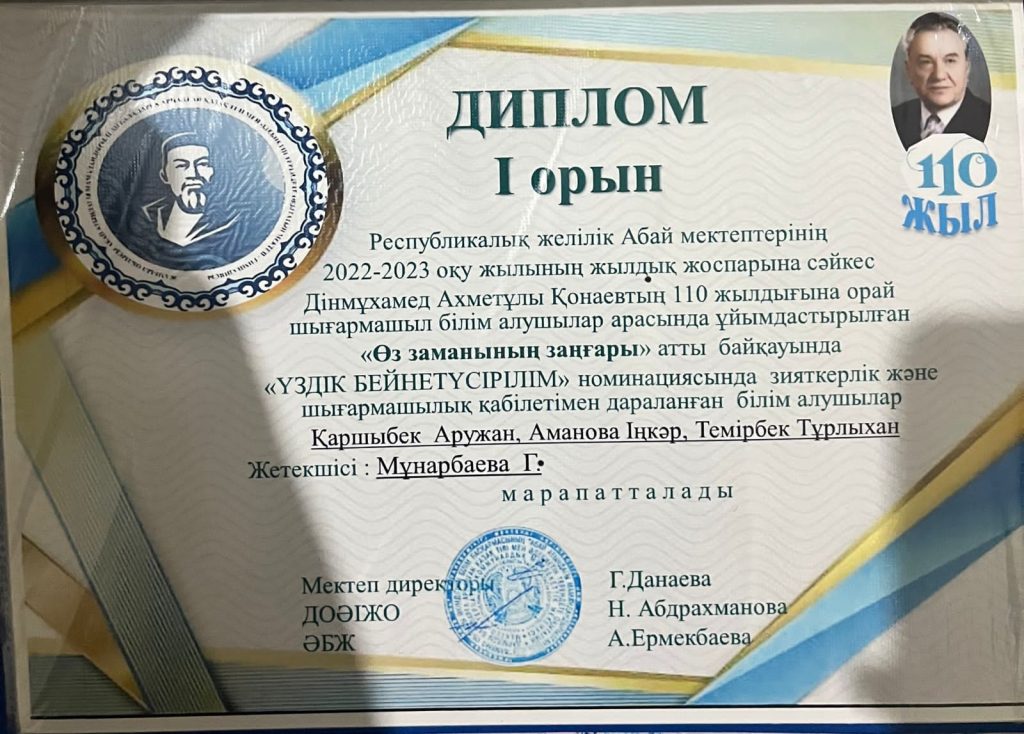 ДИПЛОМ
І орын
110
ЖЫЛ
Республикалық желілік Абай мектептерінің
2022-2023 оқу жылының жылдық жоспарына сәйкес
Дінмұхамед Ахметұлы Қонаевтың 110 жылдығына орай
шығармашыл білім алушылар арасында ұйымдастырылған
«Өз заманының заңғары» атты байқауында
«ҮЗДІК БЕЙНЕТҮСІРІЛІМ» номинациясында зияткерлік және
шығармашылық қабілетімен дараланған білім алушылар
Қаршыбек Аружан, Аманова Іңкәр, Темірбек Тұрлыхан
Жетекшісі : Мұнарбаева Г.
марапатталады
Мектеп директоры Г.Данаева
ДОӘІЖО Н. Абдрахманова
ӘБЖ А.Ермекбаева